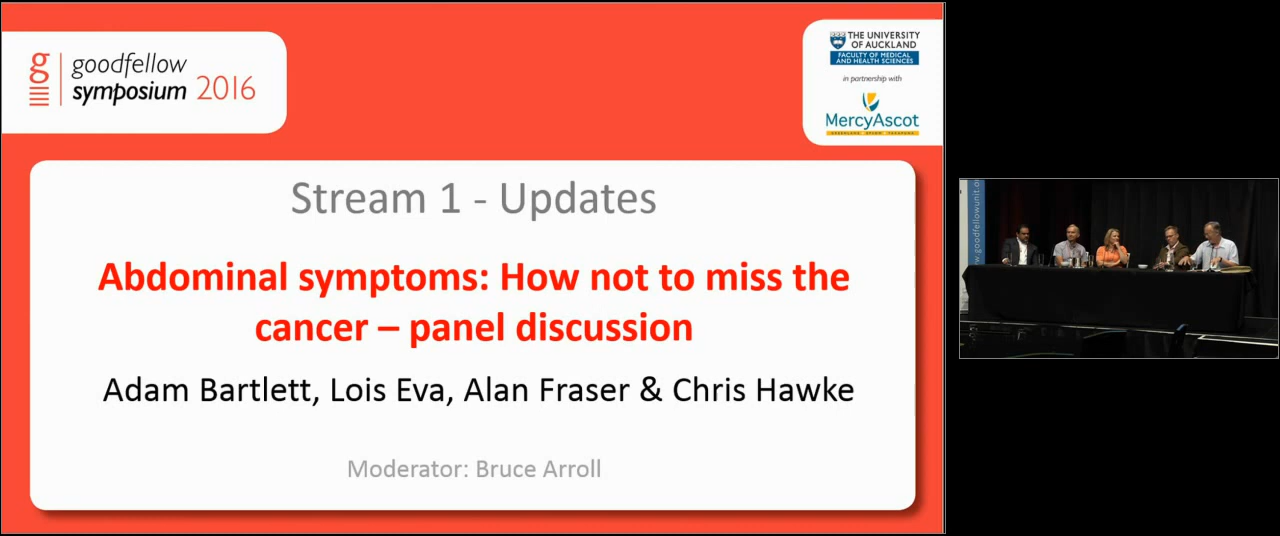 goodfellow
symposium 2016
THE UNIVERSITY
OF AUCKLAND
FACULTY OF MEDICAL
AND HEALTH SCIENCES
in partnership with
MercyAscot
Stream 1 - Updates
Abdominal symptoms: How not to miss the
cancer – panel discussion
Adam Bartlett, Lois Eva, Alan Fraser & Chris Hawke
Moderator: Bruce Arroll
www.goodfellowunit.o